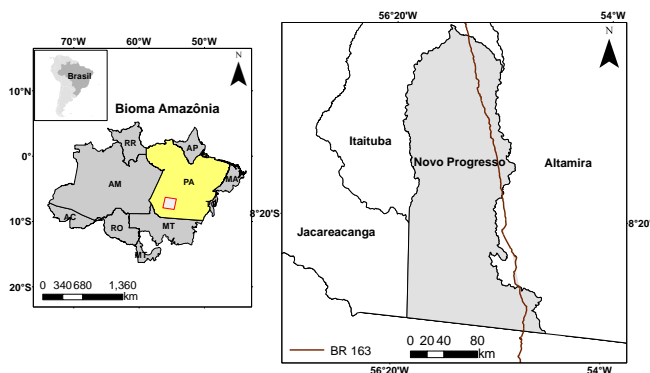 70°W 60°W 50°W
N
Brasil
10°N
Bioma Amazônia
RR
AP
0°
AM
PA
MA
TO
10°S
AC
RO
MT
MT
20°S
0 340 680 1,360
km
56°20'W 54°W
N
Itaituba
Novo Progresso
Altamira
8°20'S
8°20'S
Jacareacanga
BR 163
0 20 40 80
km
56°20'W 54°W